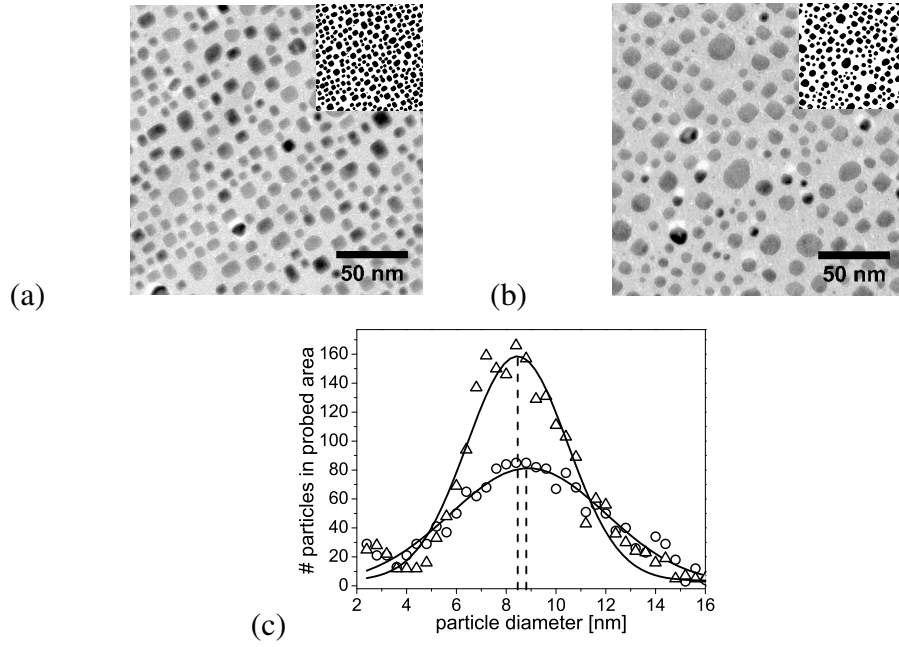 50 nm
50 nm
(a)
(b)
160
140
120
100
80
60
40
20
0
# particles in probed area
2 4 6 8 10 12 14 16
particle diameter [nm]
(c)